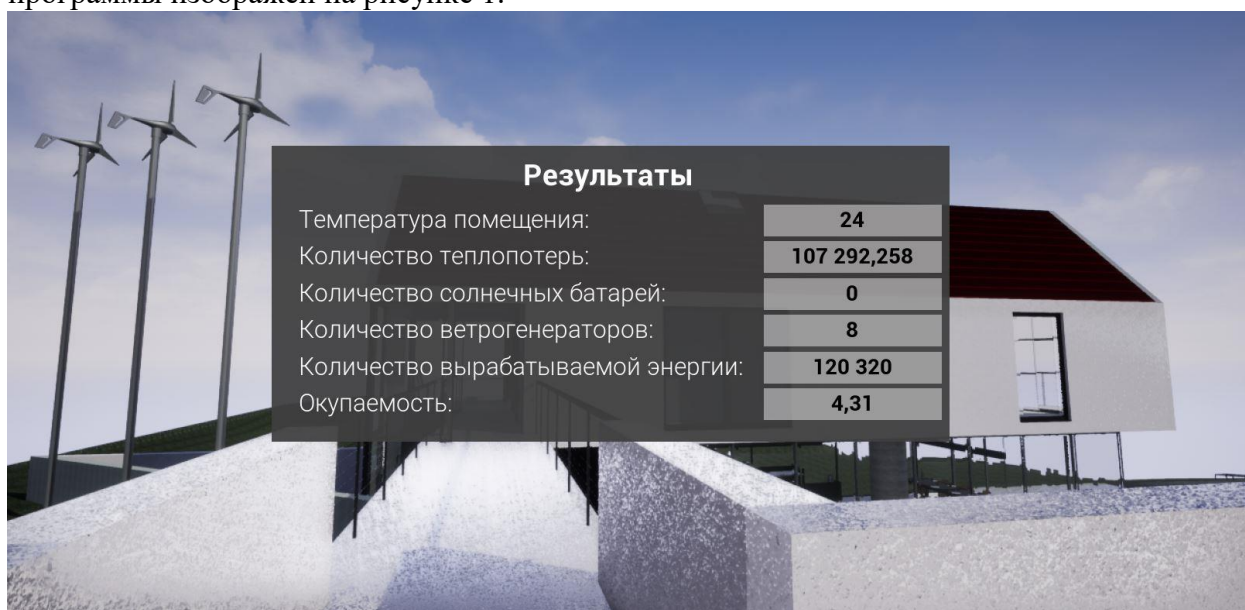 программы изображен на рисунке 1.
Результаты
Температура помещения: 24
Количество теплопотерь: 107 292,258
Количество солнечных батарей: 0
Количество ветрогенераторов: 8
Количество вырабатываемой энергии: 120 320
Окупаемость: 4,31